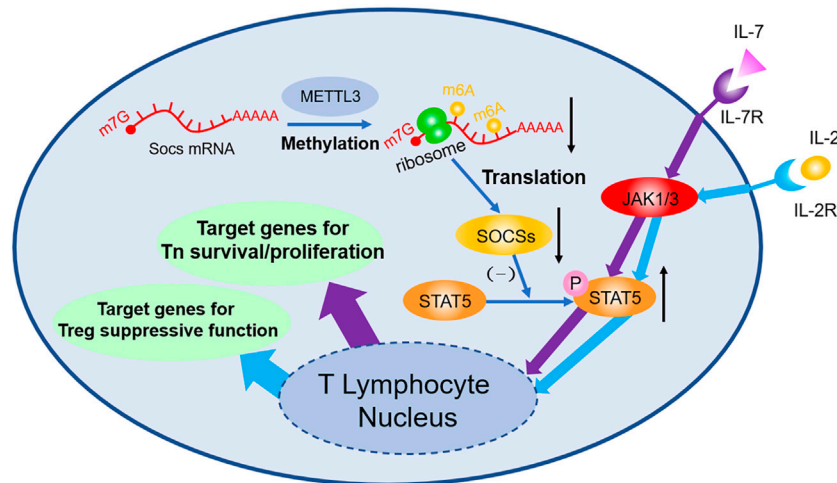 IL-7
METTL3
m6A
m6A
m7G
AAAAA
m7G
AAAAA
Socs mRNA
Methylation
ribosome
IL-7R
IL-2
Translation
JAK1/3
IL-2R
Target genes for
Tn survival/proliferation
SOCSs
(−)
P
STAT5
STAT5
Target genes for
Treg suppressive function
T Lymphocyte
Nucleus